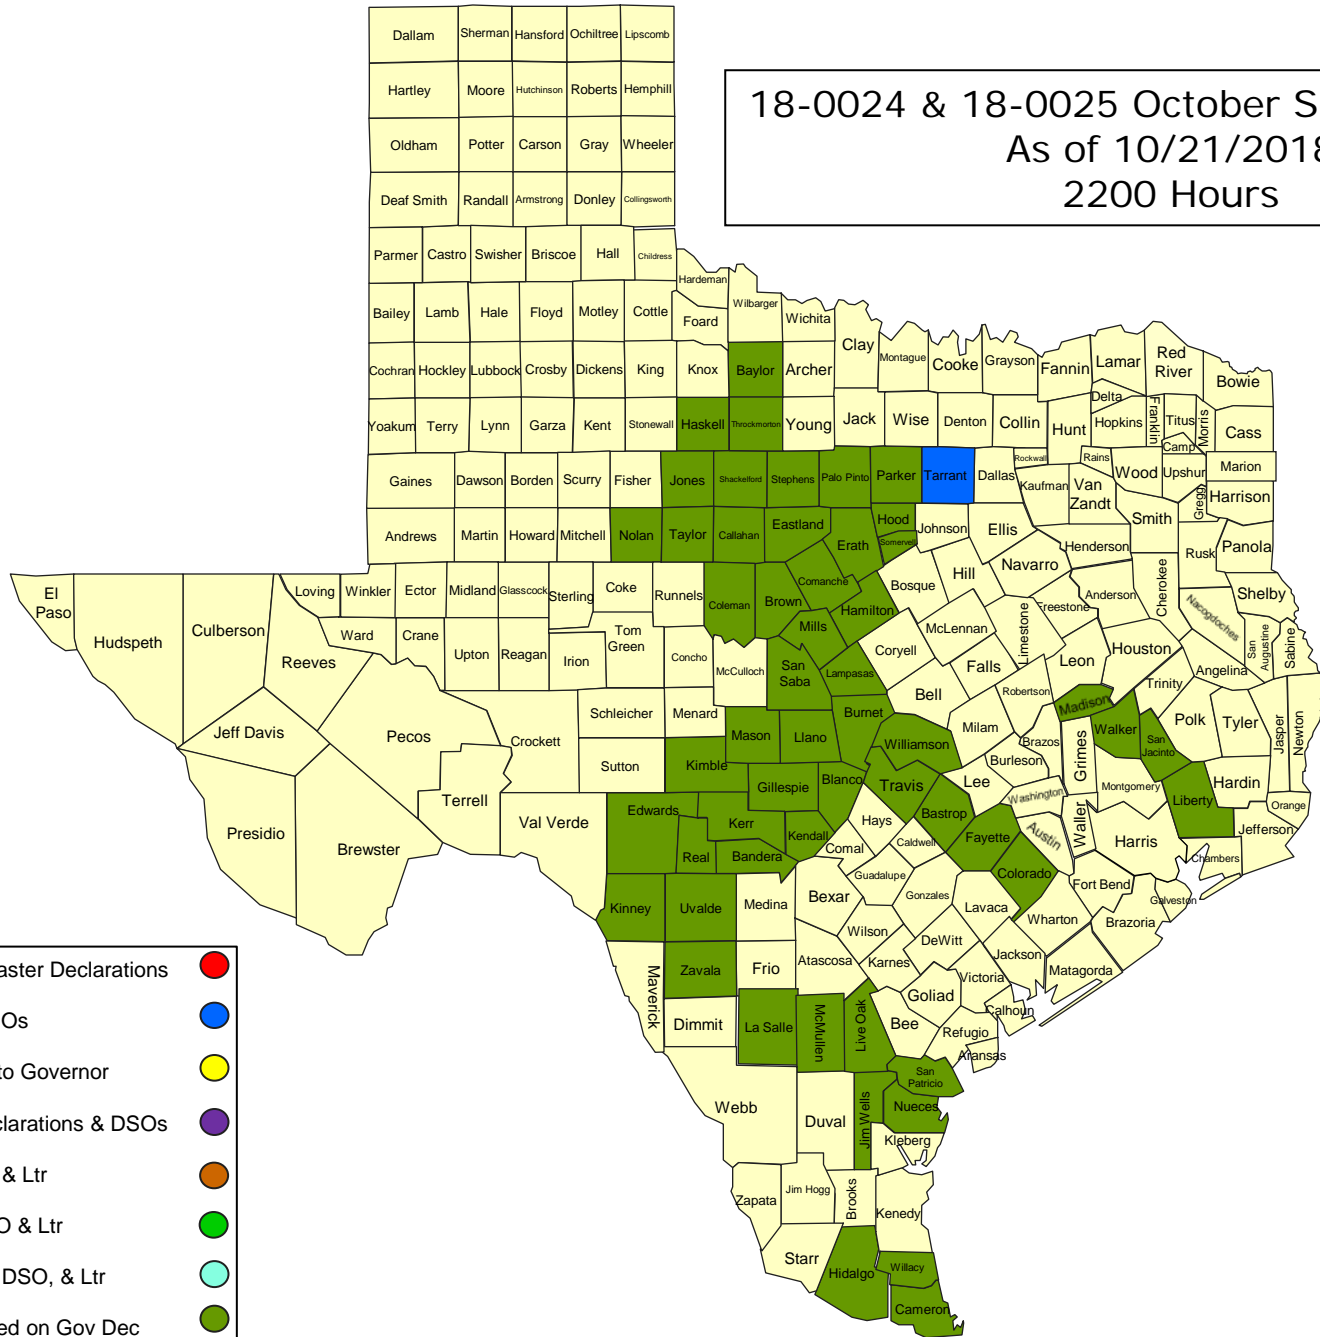 Dallam Sherman Hansford Ochiltree Lipscomb
Hartley Moore Hutchinson Roberts Hemphill
18-0024 & 18-0025 October S
As of 10/21/2018
2200 Hours
Oldham Potter Carson Gray Wheeler
Deaf Smith Randall Armstrong Donley Collingsworth
Parmer Castro Swisher Briscoe Hall Childress
Hardeman
Bailey Lamb Hale Floyd Motley Cottle Foard Wilbarger Wichita
Clay Montague Cooke Grayson Fannin Lamar Red River Bowie
Cochran Hockley Lubbock Crosby Dickens King Knox Baylor Archer
Delta
Yoakum Terry Lynn Garza Kent Stonewall Haskell Throckmorton Young Jack Wise Denton Collin Hunt Hopkins Franklin Titus Morris Cass
Camp
Rockwall Rains
Gaines Dawson Borden Scurry Fisher Jones Shackelford Stephens Palo Pinto Parker Tarrant Dallas Kaufman Van Zandt Wood Upshur Marion
Gregg Harrison
Andrews Martin Howard Mitchell Nolan Taylor Callahan Eastland Erath Hood Somervell Johnson Ellis Henderson Smith Rusk Panola
El Paso Hudspeth Culberson Loving Winkler Ector Midland Glasscock Sterling Coke Runnels Coleman Brown Comanche Hamilton Bosque Hill Navarro Freestone Anderson Cherokee Nacogdoches Shelby
Reeves Ward Crane Upton Reagan Irion Tom Green Concho McCulloch San Saba Mills Lampasas Coryell McLennan Limestone Falls Leon Houston Angelina San Augustine Sabine
Jeff Davis Pecos Crockett Schleicher Menard Mason Llano Burnet Bell Milam Robertson Madison Trinity Walker San Jacinto Polk Tyler Jasper Newton
Sutton Kimble Gillespie Blanco Williamson Travis Lee Burleson Brazos Grimes Montgomery Liberty Hardin Orange
Presidio Brewster Terrell Val Verde Edwards Kerr Real Bandera Kendall Hays Comal Caldwell Bastrop Fayette Washington Austin Waller Harris Jefferson Chambers
Kinney Uvalde Medina Bexar Guadalupe Gonzales Lavaca Colorado Wharton Fort Bend Brazoria Galveston
Maverick Zavala Frio Atascosa Wilson Karnes DeWitt Jackson Matagorda
Dimmit La Salle McMullen Live Oak Bee Goliad Victoria Calhoun Refugio Aransas
Webb Duval Jim Wells San Patricio Nueces Kleberg
Zapata Jim Hogg Brooks Kenedy
Starr Hidalgo Willacy Cameron
aster Declarations
Os
to Governor
clarations & DSOs
& Ltr
O & Ltr
DSO, & Ltr
ed on Gov Dec